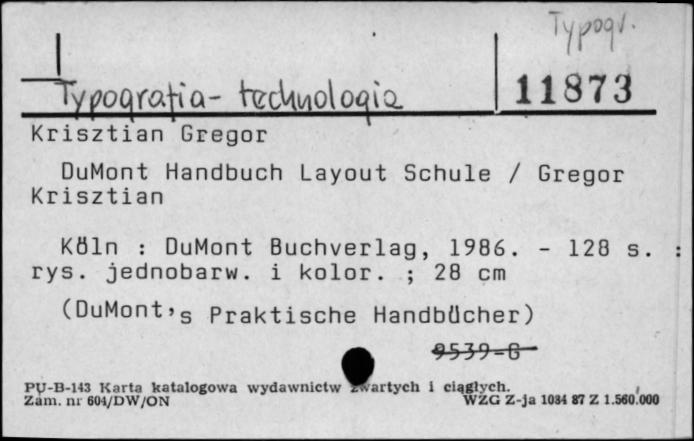 Typogr.
Typografia - technologia 11873
Krisztian Gregor
DuMont Handbuch Layout Schule / Gregor
Krisztian
Köln : DuMont Buchverlag, 1986. - 128 s. :
rys. jednobarw. i kolor. ; 28 cm
(DuMont's Praktische Handbücher)
9539-G
PU-B-143 Karta katalogowa wydawnictw zwartych i ciągłych.
Zam. nr 604/DW/ON WZG Z-ja 1034 87 Z 1.560.000